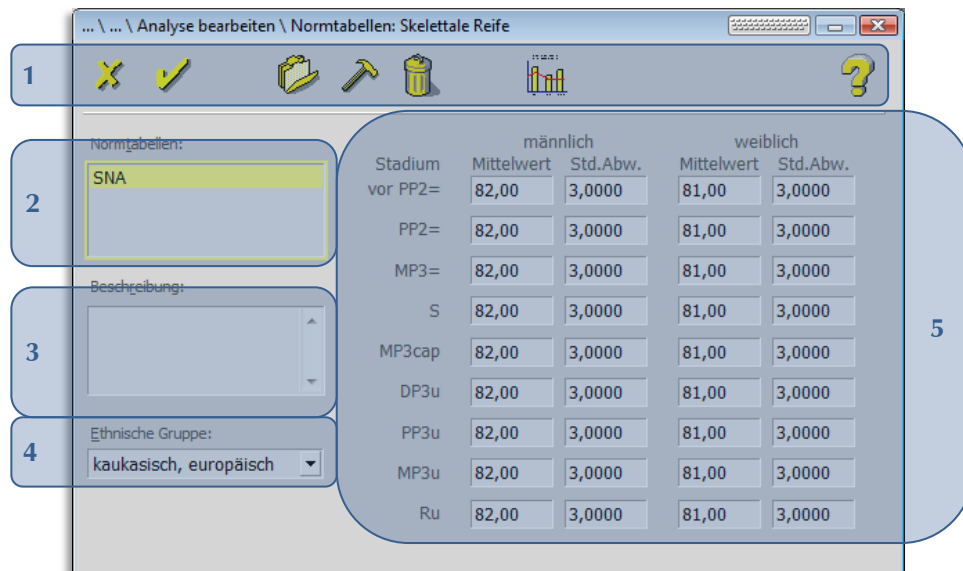 ... \ ... \ Analyse bearbeiten \ Normtabellen: Skelettale Reife
1
?
Normtabellen:
SNA
2
Beschreibung:
3
Ethnische Gruppe:
kaukasisch, europäisch
4
männlich weiblich
Stadium Mittelwert Std.Abw. Mittelwert Std.Abw.
vor PP2= 82,00 3,0000 81,00 3,0000
PP2= 82,00 3,0000 81,00 3,0000
MP3= 82,00 3,0000 81,00 3,0000
S 82,00 3,0000 81,00 3,0000
MP3cap 82,00 3,0000 81,00 3,0000
DP3u 82,00 3,0000 81,00 3,0000
PP3u 82,00 3,0000 81,00 3,0000
MP3u 82,00 3,0000 81,00 3,0000
Ru 82,00 3,0000 81,00 3,0000
5